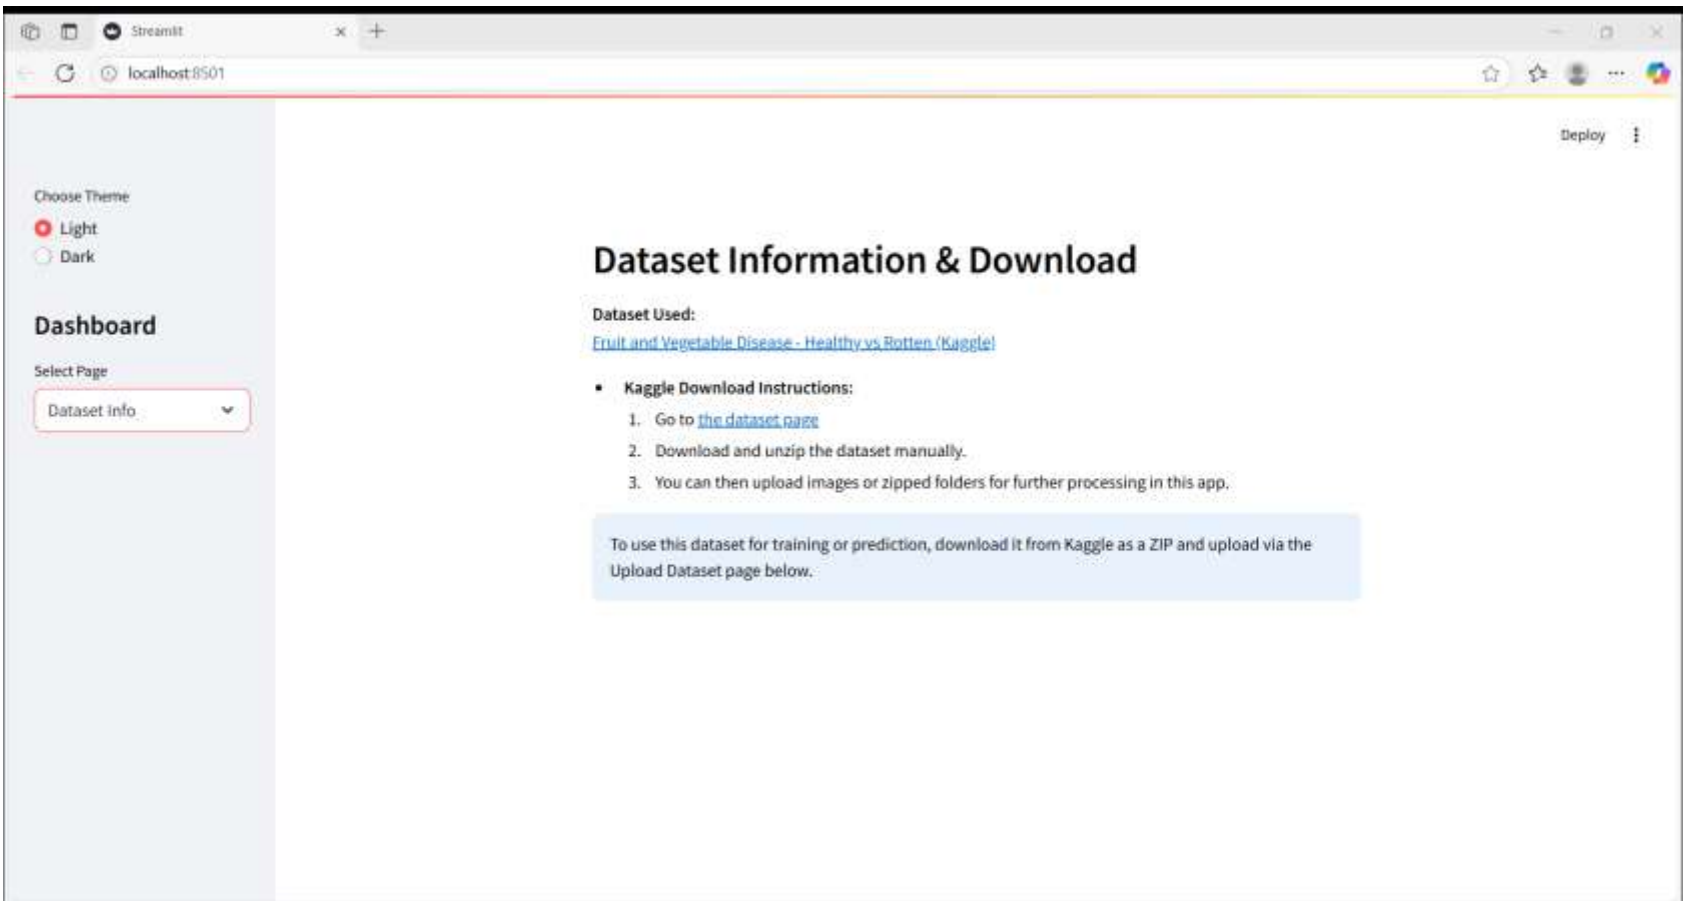 Streamlit
localhost:8501
Deploy
Choose Theme
Light
Dark
Dashboard
Select Page
Dataset Info
Dataset Information & Download
Dataset Used:
Fruit and Vegetable Disease - Healthy vs Rotten (Kaggle)
• Kaggle Download Instructions:
1. Go to the dataset page
2. Download and unzip the dataset manually.
3. You can then upload images or zipped folders for further processing in this app.
To use this dataset for training or prediction, download it from Kaggle as a ZIP and upload via the
Upload Dataset page below.